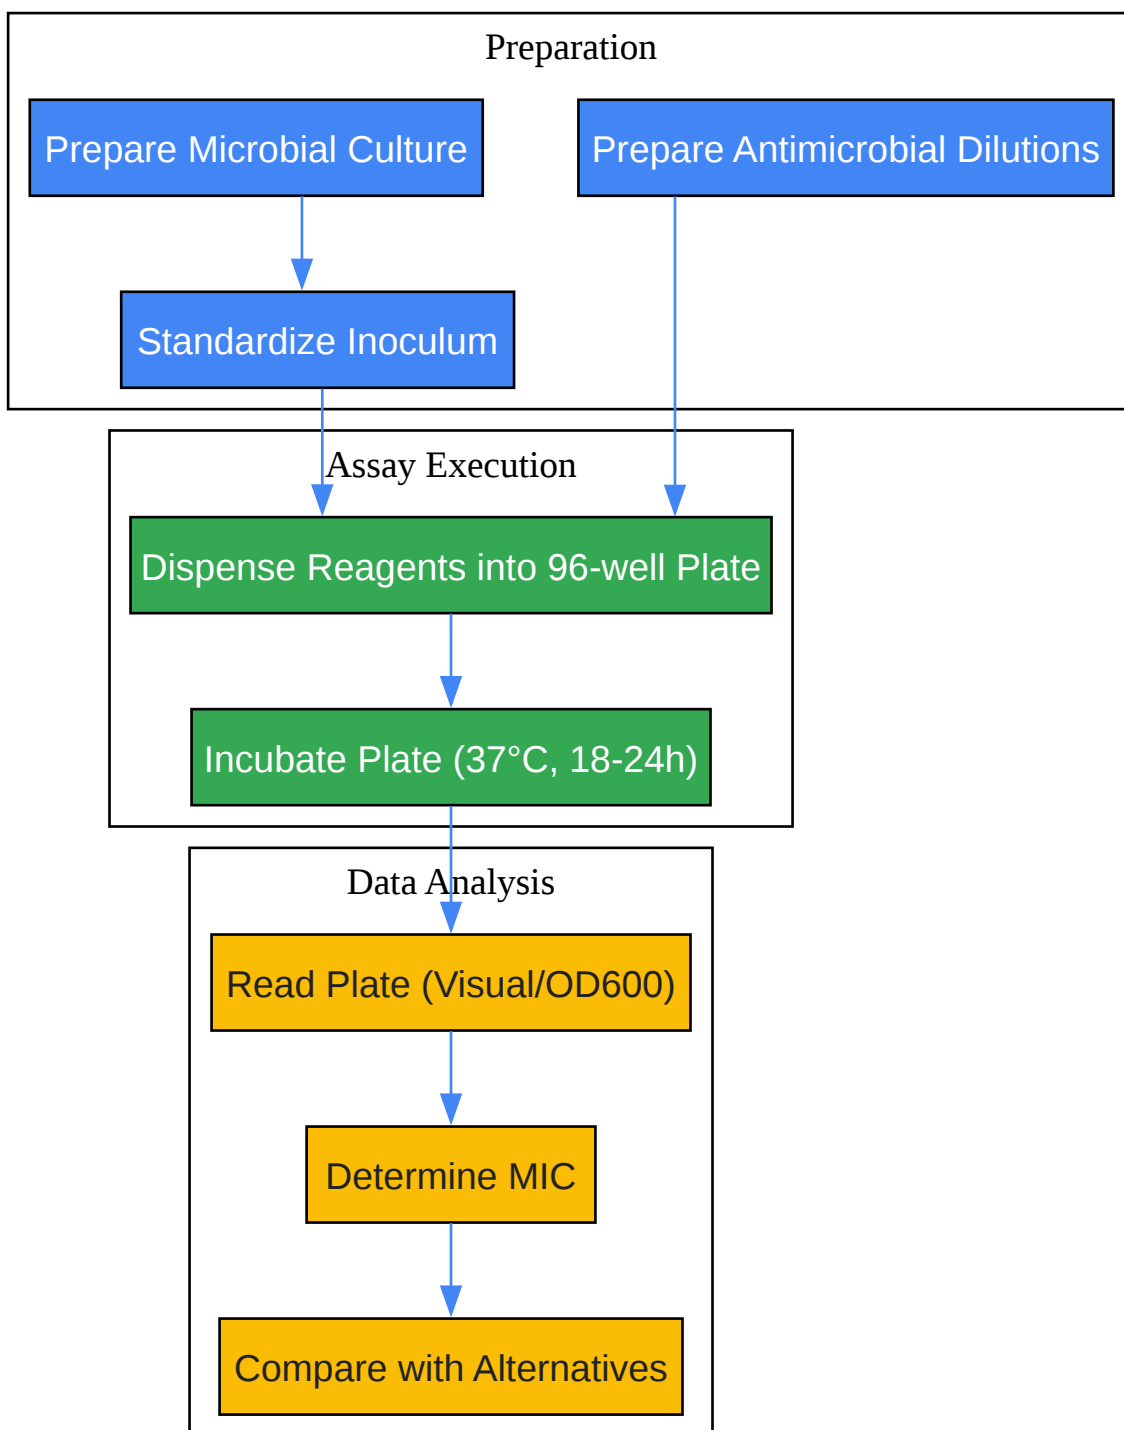 Preparation
Prepare Microbial Culture
Prepare Antimicrobial Dilutions
Standardize Inoculum
Assay Execution
Dispense Reagents into 96-well Plate
Incubate Plate (37°C, 18-24h)
Data Analysis
Read Plate (Visual/OD600)
Determine MIC
Compare with Alternatives